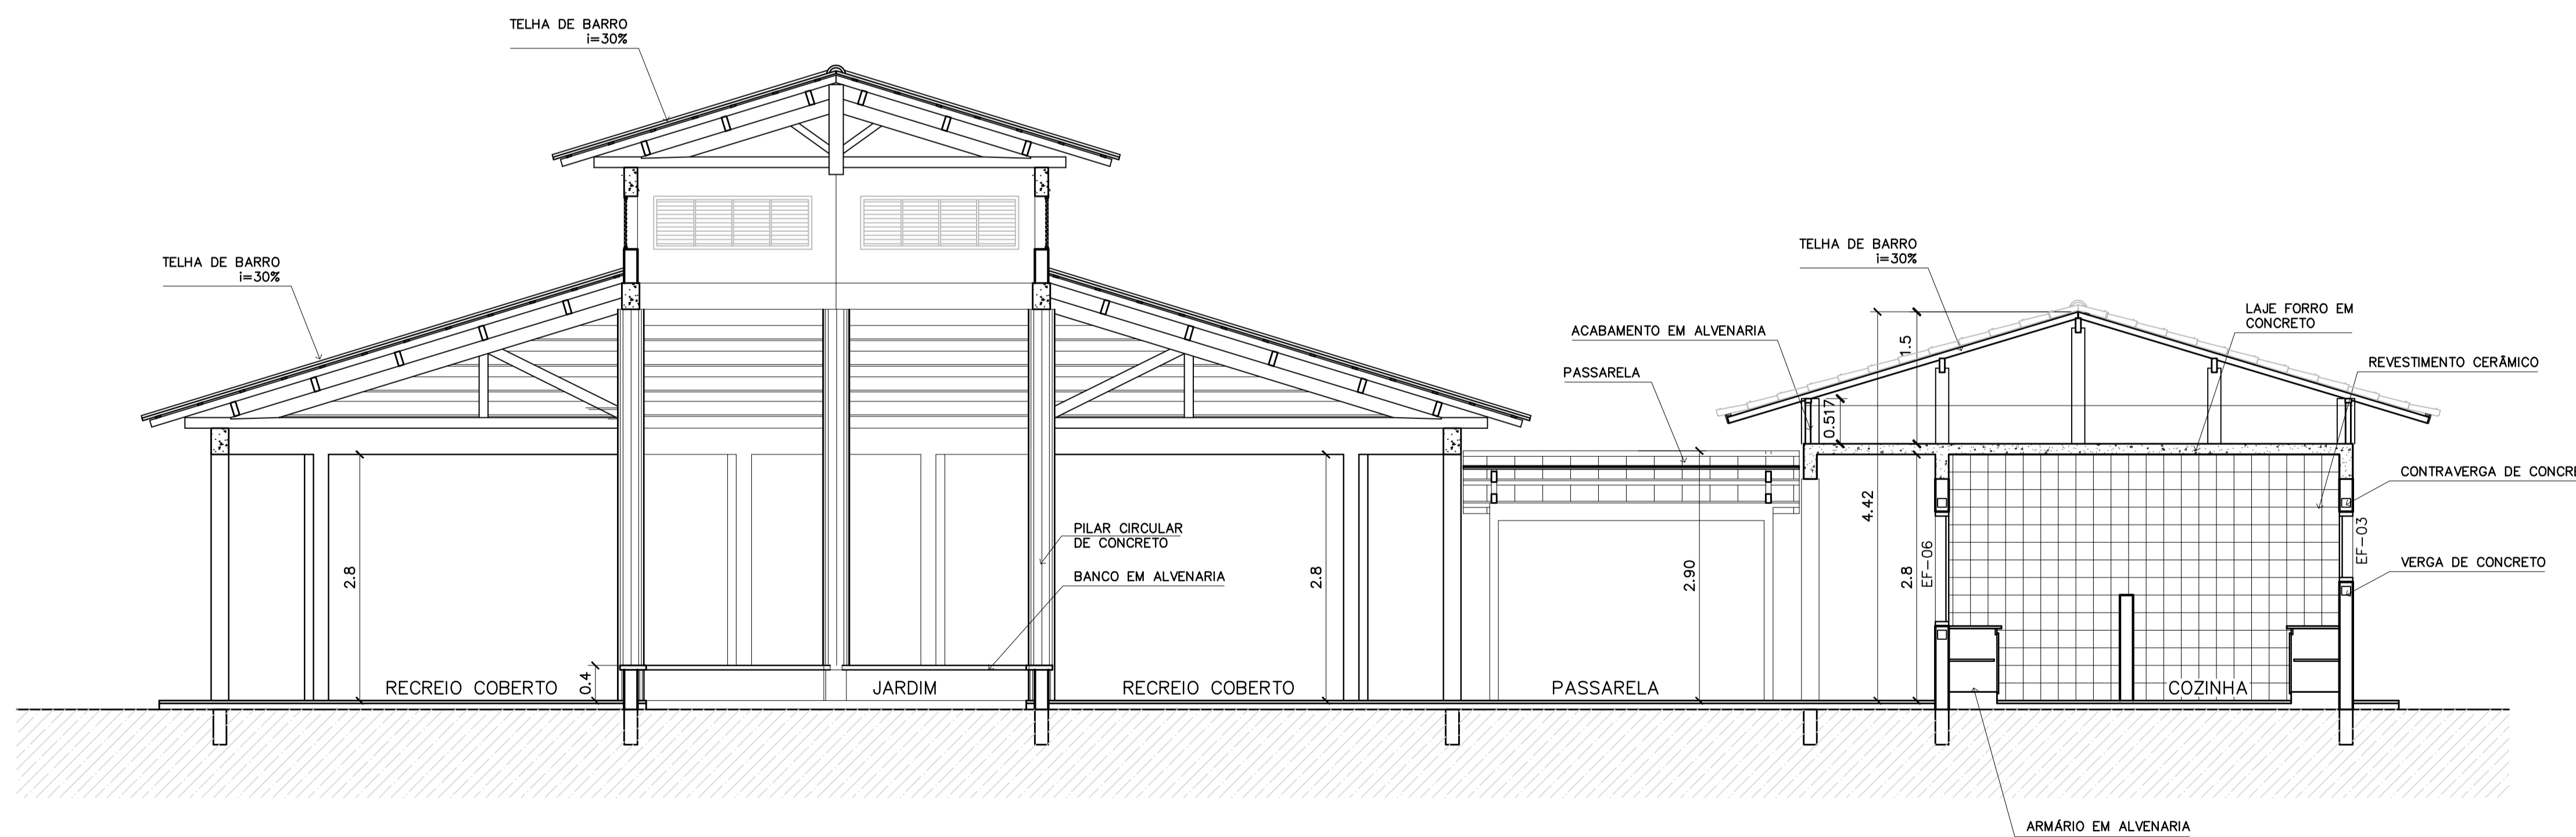 TELHA DE BARRO
i=30%
TELHA DE BARRO
i=30%
TELHA DE BARRO
i=30%
LAJE FORRO EM
CONCRETO
ACABAMENTO EM ALVENARIA
PASSARELA
REVESTIMENTO CERÂMICO
1.5
0.517
CONTRAVERGA DE
4.42
PILAR CIRCULAR
DE CONCRETO
BANCO EM ALVENARIA
VERGA DE CONCRETO
2.8
2.8
2.90
2.8
EF-06
EF-03
0.4
RECREIO COBERTO
JARDIM
RECREIO COBERTO
PASSARELA
COZINHA
ARMÁRIO EM ALVENARIA